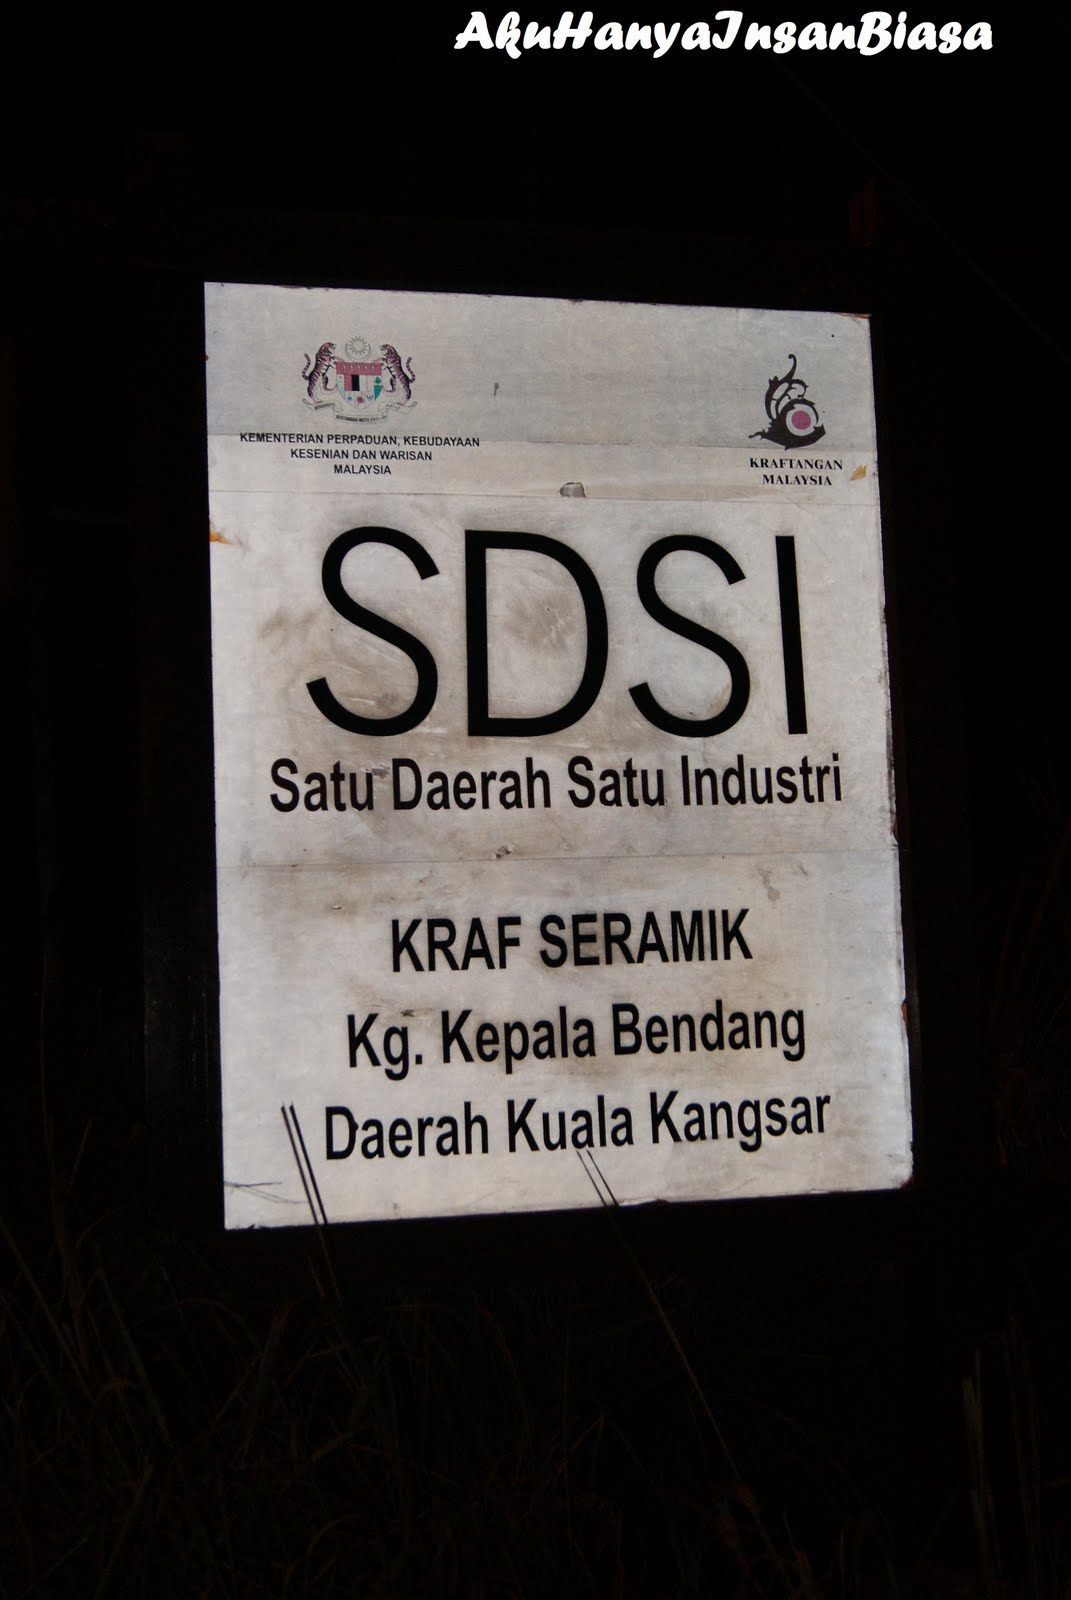 AkuHanyaInsanBiasa
KEMENTERIAN PERPADUAN, KEBUDAYAAN
KESENIAN DAN WARISAN
MALAYSIA
KRAFTANGAN
MALAYSIA
SDSI
Satu Daerah Satu Industri
KRAF SERAMIK
Kg. Kepala Bendang
Daerah Kuala Kangsar